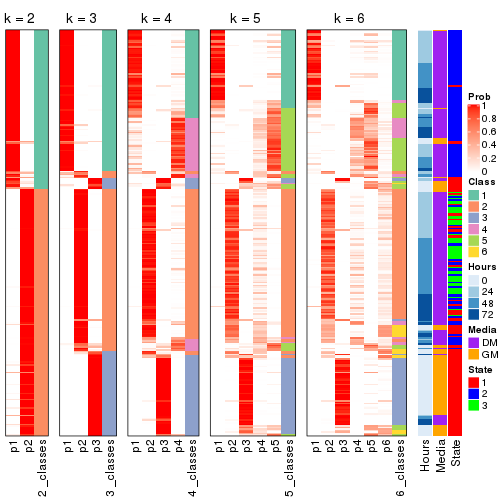 k = 2
k = 3
k = 4
k = 5
k = 6
p1
p2
2_classes
p1
p2
p3
3_classes
p1
p2
p3
p4
4_classes
p1
p2
p3
p4
p5
5_classes
p1
p2
p3
p4
p5
p6
6_classes
Hours
Media
State
Prob
1
0.8
0.6
0.4
0.2
0
Class
1
2
3
4
5
6
Hours
0
24
48
72
Media
DM
GM
State
1
2
3